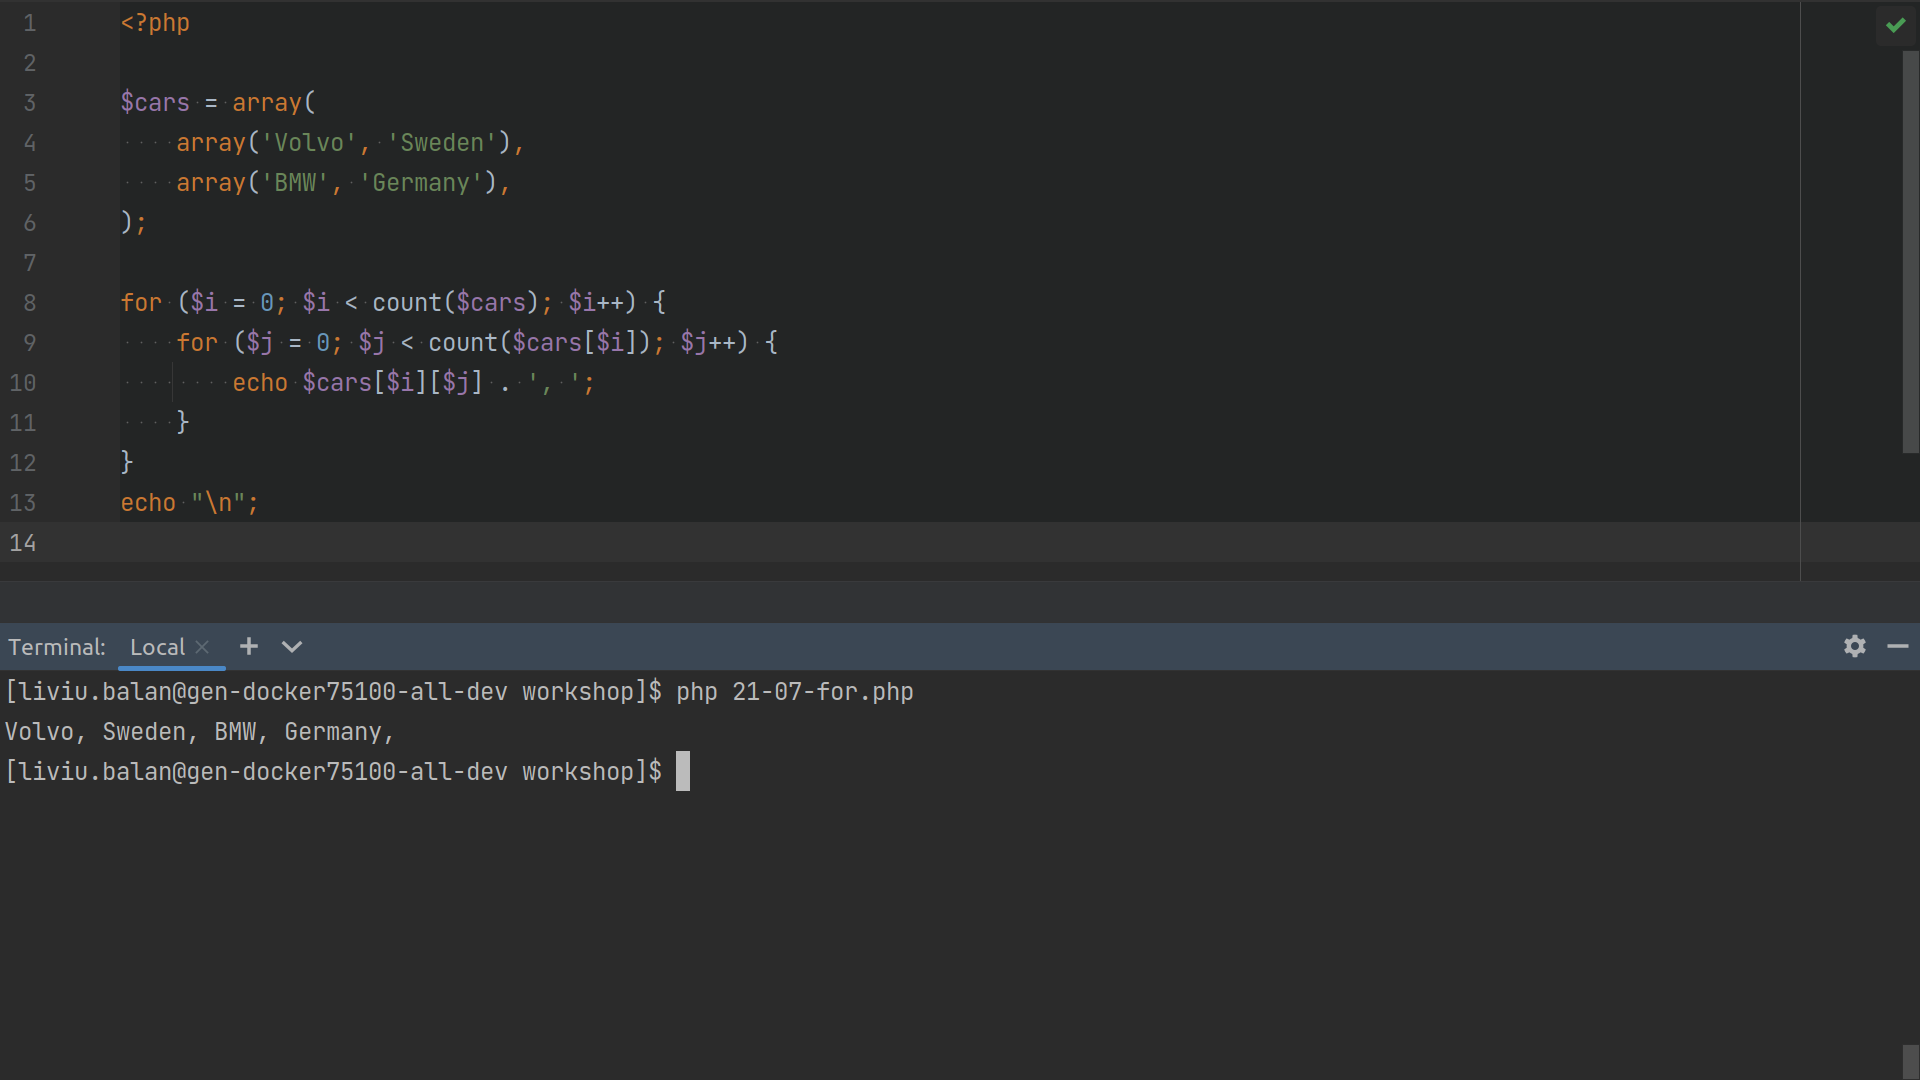 1 <?php
2
3 $cars = array(
4     array('Volvo', 'Sweden'),
5     array('BMW', 'Germany'),
6 );
7
8 for ($i = 0; $i < count($cars); $i++) {
9     for ($j = 0; $j < count($cars[$i]); $j++) {
10         echo $cars[$i][$j] . ', ';
11     }
12 }
13 echo "\n";
14
Terminal: Local
[liviu.balan@gen-docker75100-all-dev workshop]$ php 21-07-for.php
Volvo, Sweden, BMW, Germany,
[liviu.balan@gen-docker75100-all-dev workshop]$